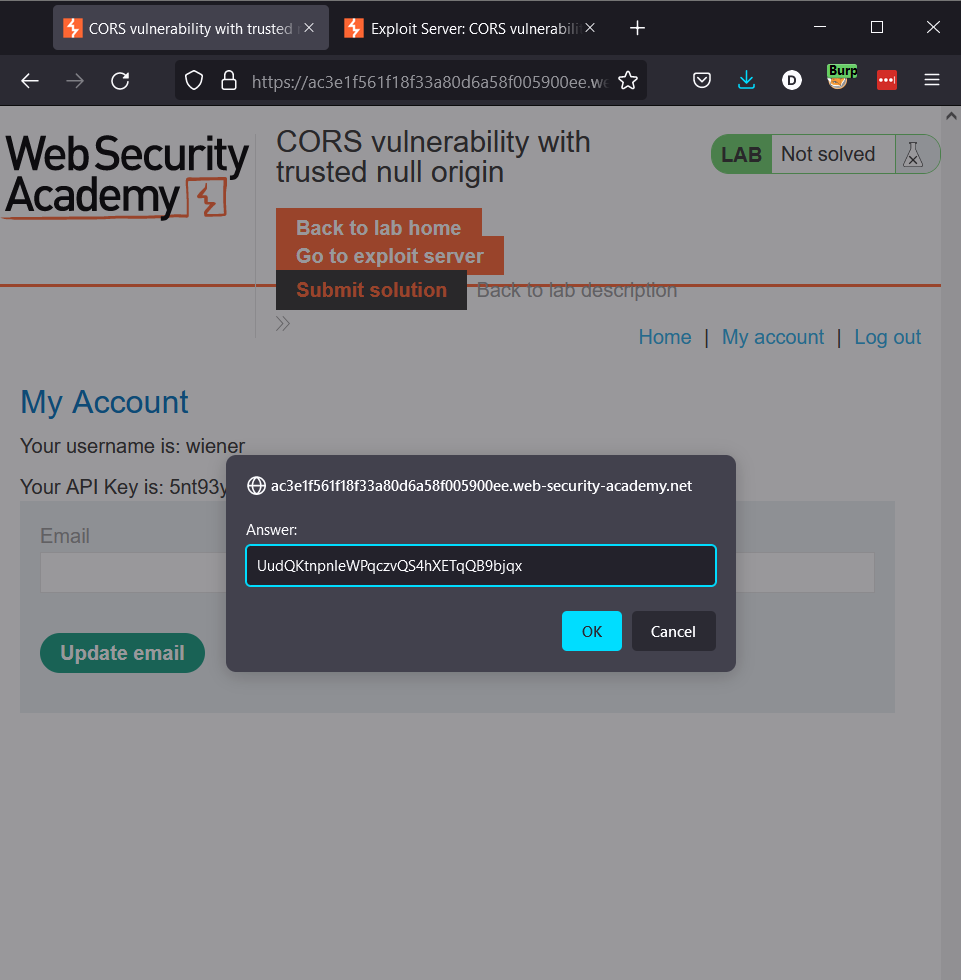 CORS vulnerability with trusted
Exploit Server: CORS vulnerabili
D
Burp
https://ac3e1f561f18f33a80d6a58f005900ee.we
Web Security
Academy
CORS vulnerability with
trusted null origin
LAB Not solved
Back to lab home
Go to exploit server
Submit solution Back to lab description
Home | My account | Log out
My Account
Your username is: wiener
Your API Key is: 5nt93y
Email
Update email
ac3e1f561f18f33a80d6a58f005900ee.web-security-academy.net
Answer:
UudQKtnpnIeWPqczvQS4hXETqQB9bjqx
OK Cancel